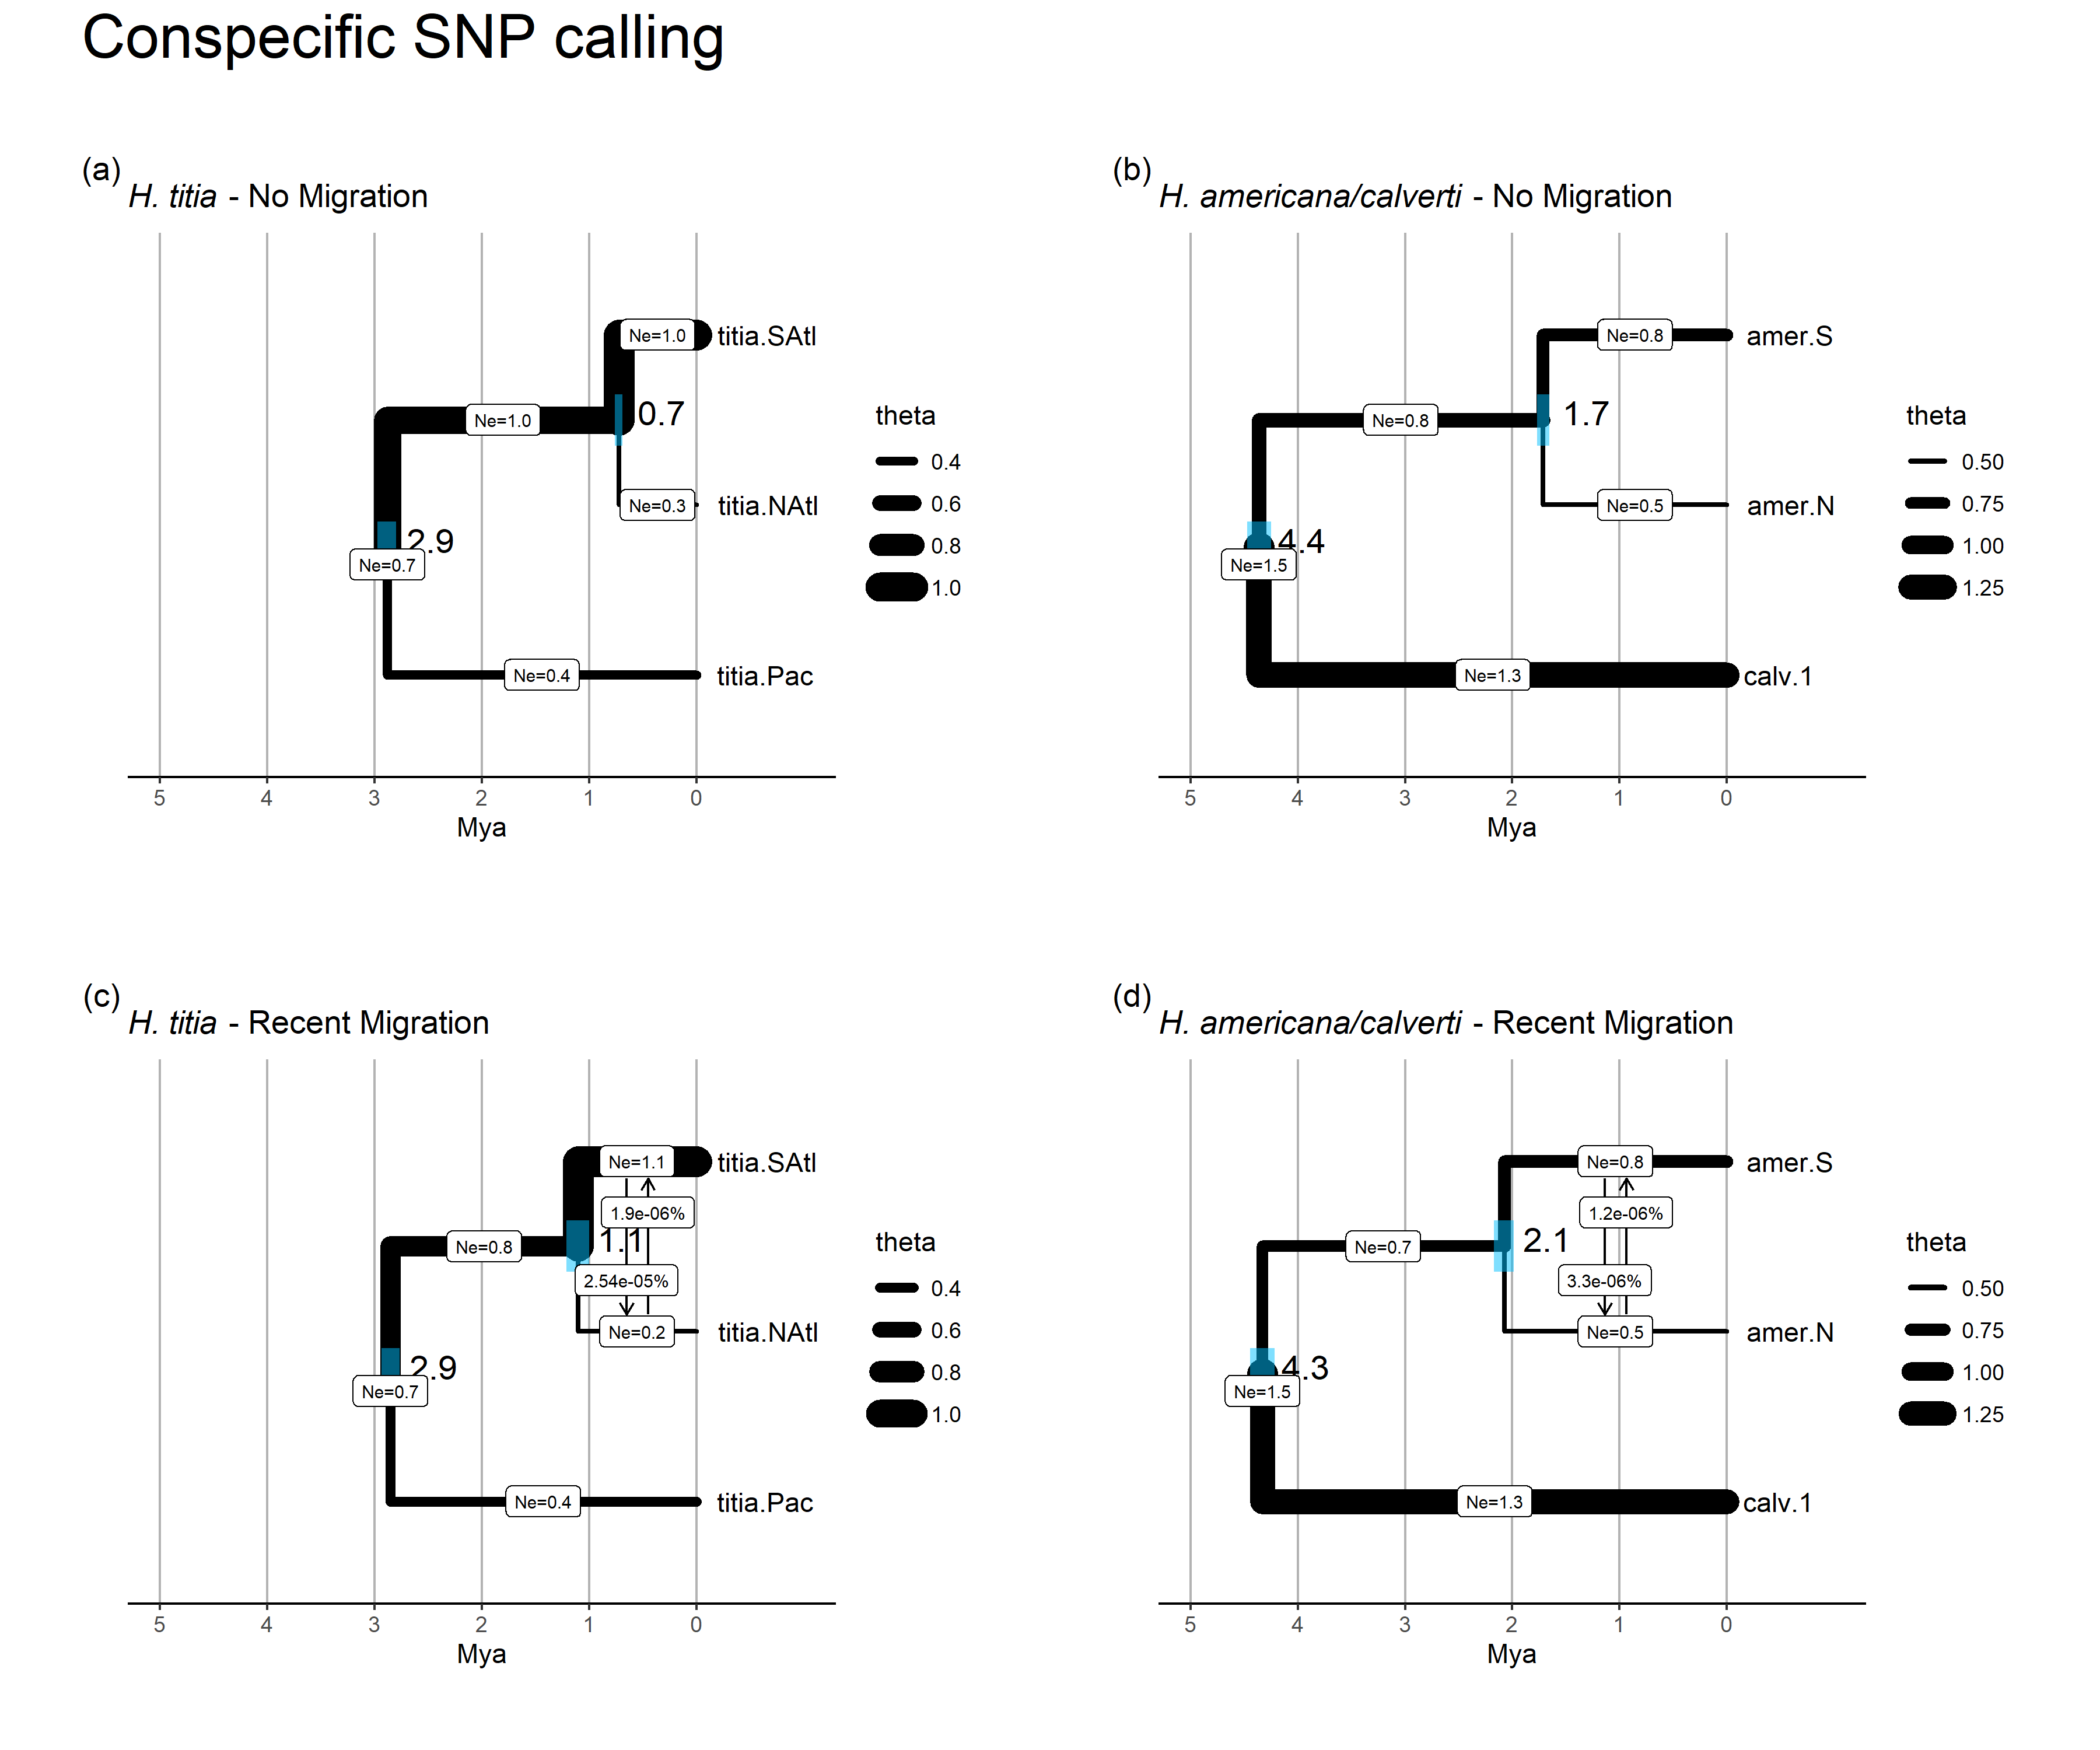 Conspecific SNP calling
(a)
H. titia - No Migration
Ne=1.0
titia.SAtl
Ne=1.0
0.7
Ne=0.3
titia.NAtl
2.9
Ne=0.7
Ne=0.4
titia.Pac
5 4 3 2 1 0
Mya
theta
0.4
0.6
0.8
1.0
(b)
H. americana/calverti - No Migration
Ne=0.8
amer.S
Ne=0.8
1.7
Ne=0.5
amer.N
4.4
Ne=1.5
Ne=1.3
calv.1
5 4 3 2 1 0
Mya
theta
0.50
0.75
1.00
1.25
(c)
H. titia - Recent Migration
Ne=1.1
titia.SAtl
1.9e-06%
Ne=0.8
1.1
2.54e-05%
Ne=0.2
titia.NAtl
2.9
Ne=0.7
Ne=0.4
titia.Pac
5 4 3 2 1 0
Mya
theta
0.4
0.6
0.8
1.0
(d)
H. americana/calverti - Recent Migration
Ne=0.8
amer.S
1.2e-06%
Ne=0.7
2.1
3.3e-06%
Ne=0.5
amer.N
4.3
Ne=1.5
Ne=1.3
calv.1
5 4 3 2 1 0
Mya
theta
0.50
0.75
1.00
1.25